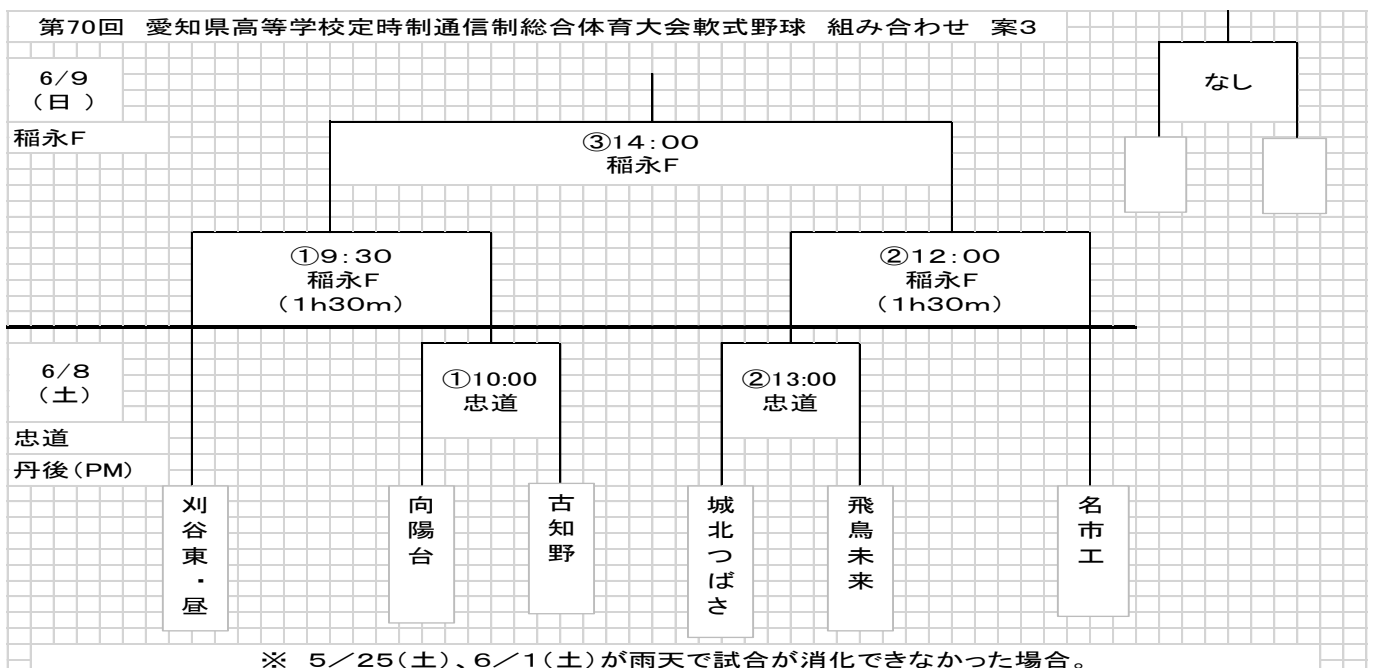 第70回 愛知県高等学校定時制通信制総合体育大会軟式野球 組み合わせ 案3
6/9
(日 )
稲永F
なし
③14:00
稲永F
①9:30
稲永F
(1h30m)
②12:00
稲永F
(1h30m)
6/8
(土)
忠道
丹後(PM)
①10:00
忠道
②13:00
忠道
刈谷東・昼
向陽台
古知野
城北つばさ
飛鳥未来
名市工
※ 5/25(土)、6/1(土)が雨天で試合が消化できなかった場合。